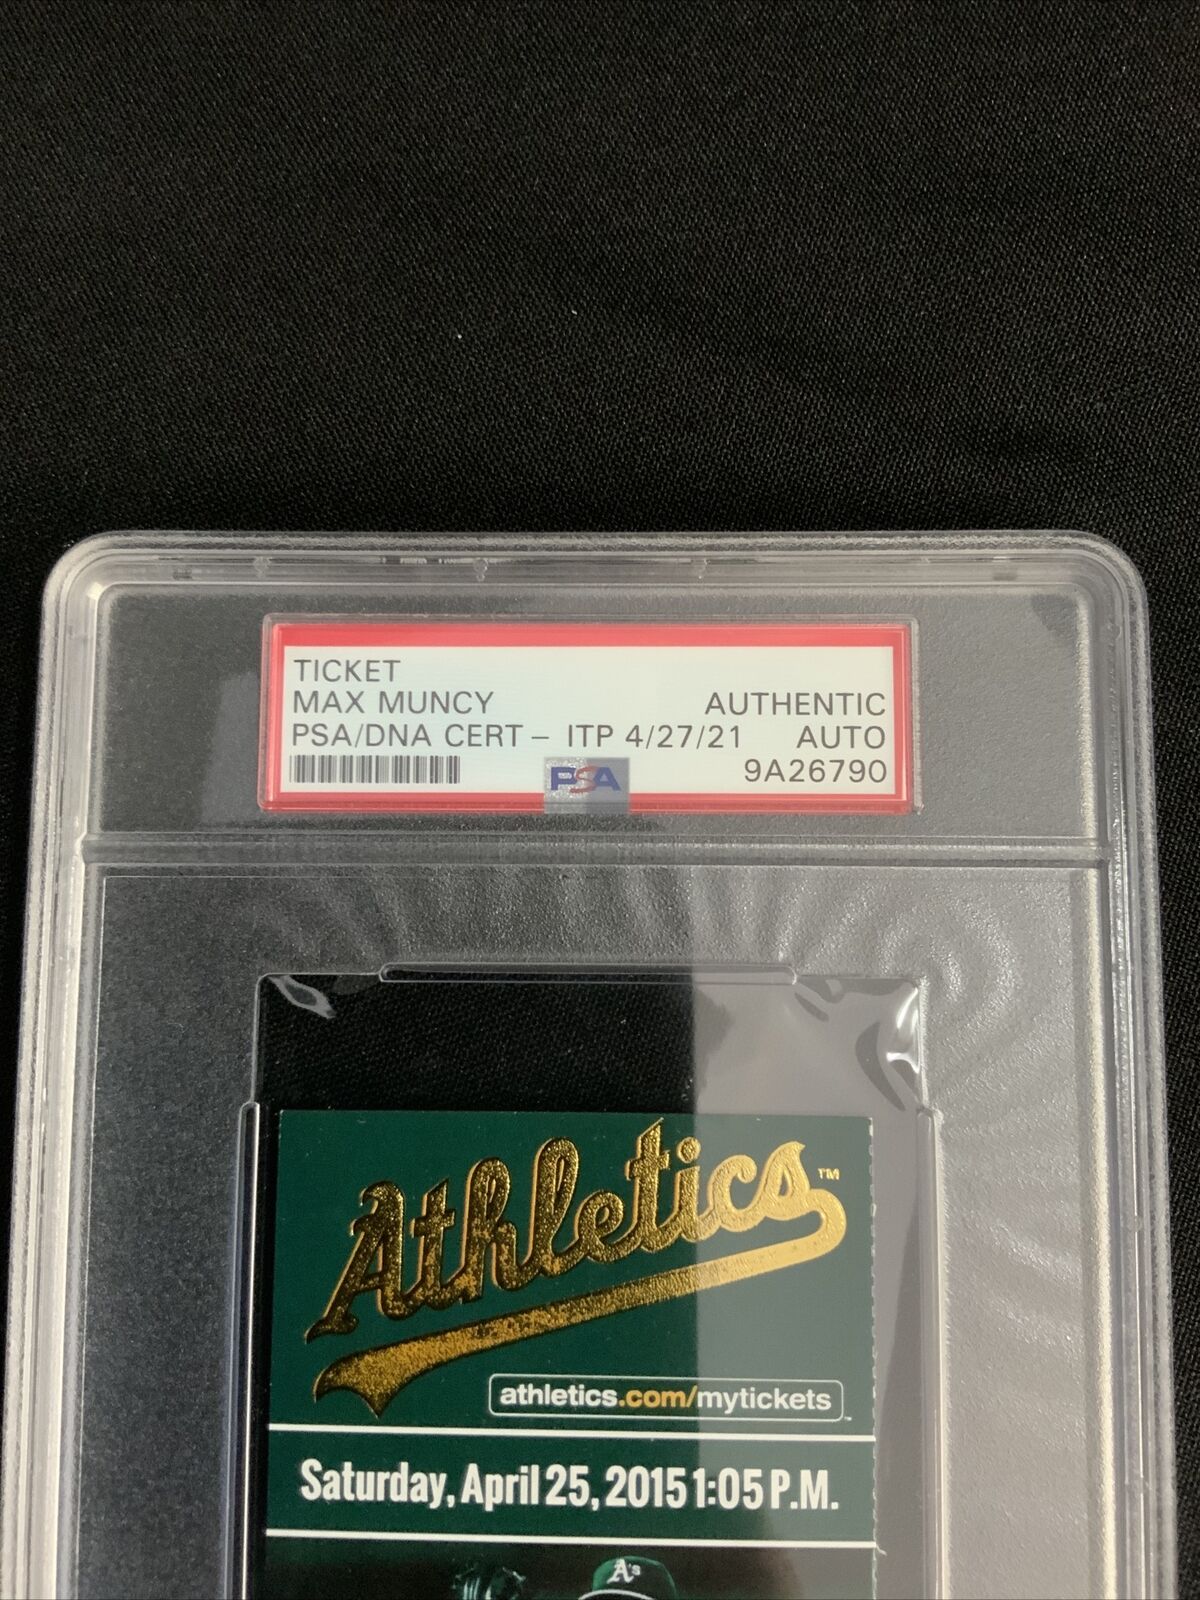 TICKET
MAX MUNCY AUTHENTIC
PSA/DNA CERT – ITP 4/27/21 AUTO
PSA 9A26790
Athletics™
athletics.com/mytickets
Saturday, April 25, 2015 1:05 P.M.
A's